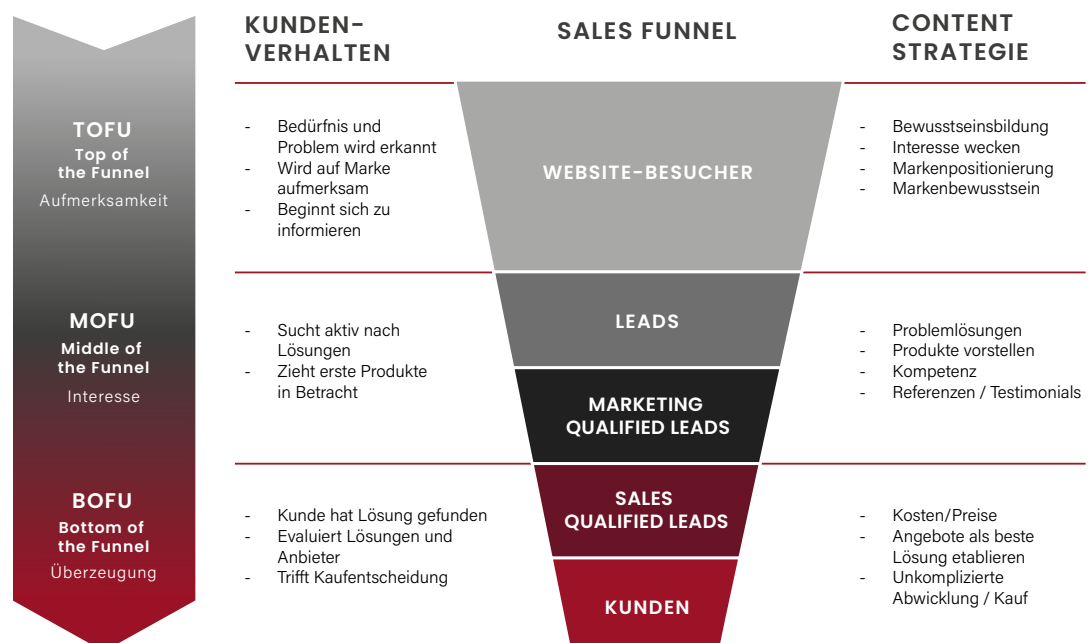 KUNDEN-
VERHALTEN
SALES FUNNEL
CONTENT
STRATEGIE
TOFU
Top of
the Funnel
Aufmerksamkeit
- Bedürfnis und
Problem wird erkannt
- Wird auf Marke
aufmerksam
- Beginnt sich zu
informieren
WEBSITE-BESUCHER
- Bewusstseinsbildung
- Interesse wecken
- Markenpositionierung
- Markenbewusstsein
MOFU
Middle of
the Funnel
Interesse
- Sucht aktiv nach
Lösungen
- Zieht erste Produkte
in Betracht
LEADS
MARKETING
QUALIFIED LEADS
- Problemlösungen
- Produkte vorstellen
- Kompetenz
- Referenzen / Testimonials
BOFU
Bottom of
the Funnel
Überzeugung
- Kunde hat Lösung gefunden
- Evaluiert Lösungen und
Anbieter
- Trifft Kaufentscheidung
SALES
QUALIFIED LEADS
KUNDEN
- Kosten/Preise
- Angebote als beste
Lösung etablieren
- Unkomplizierte
Abwicklung / Kauf